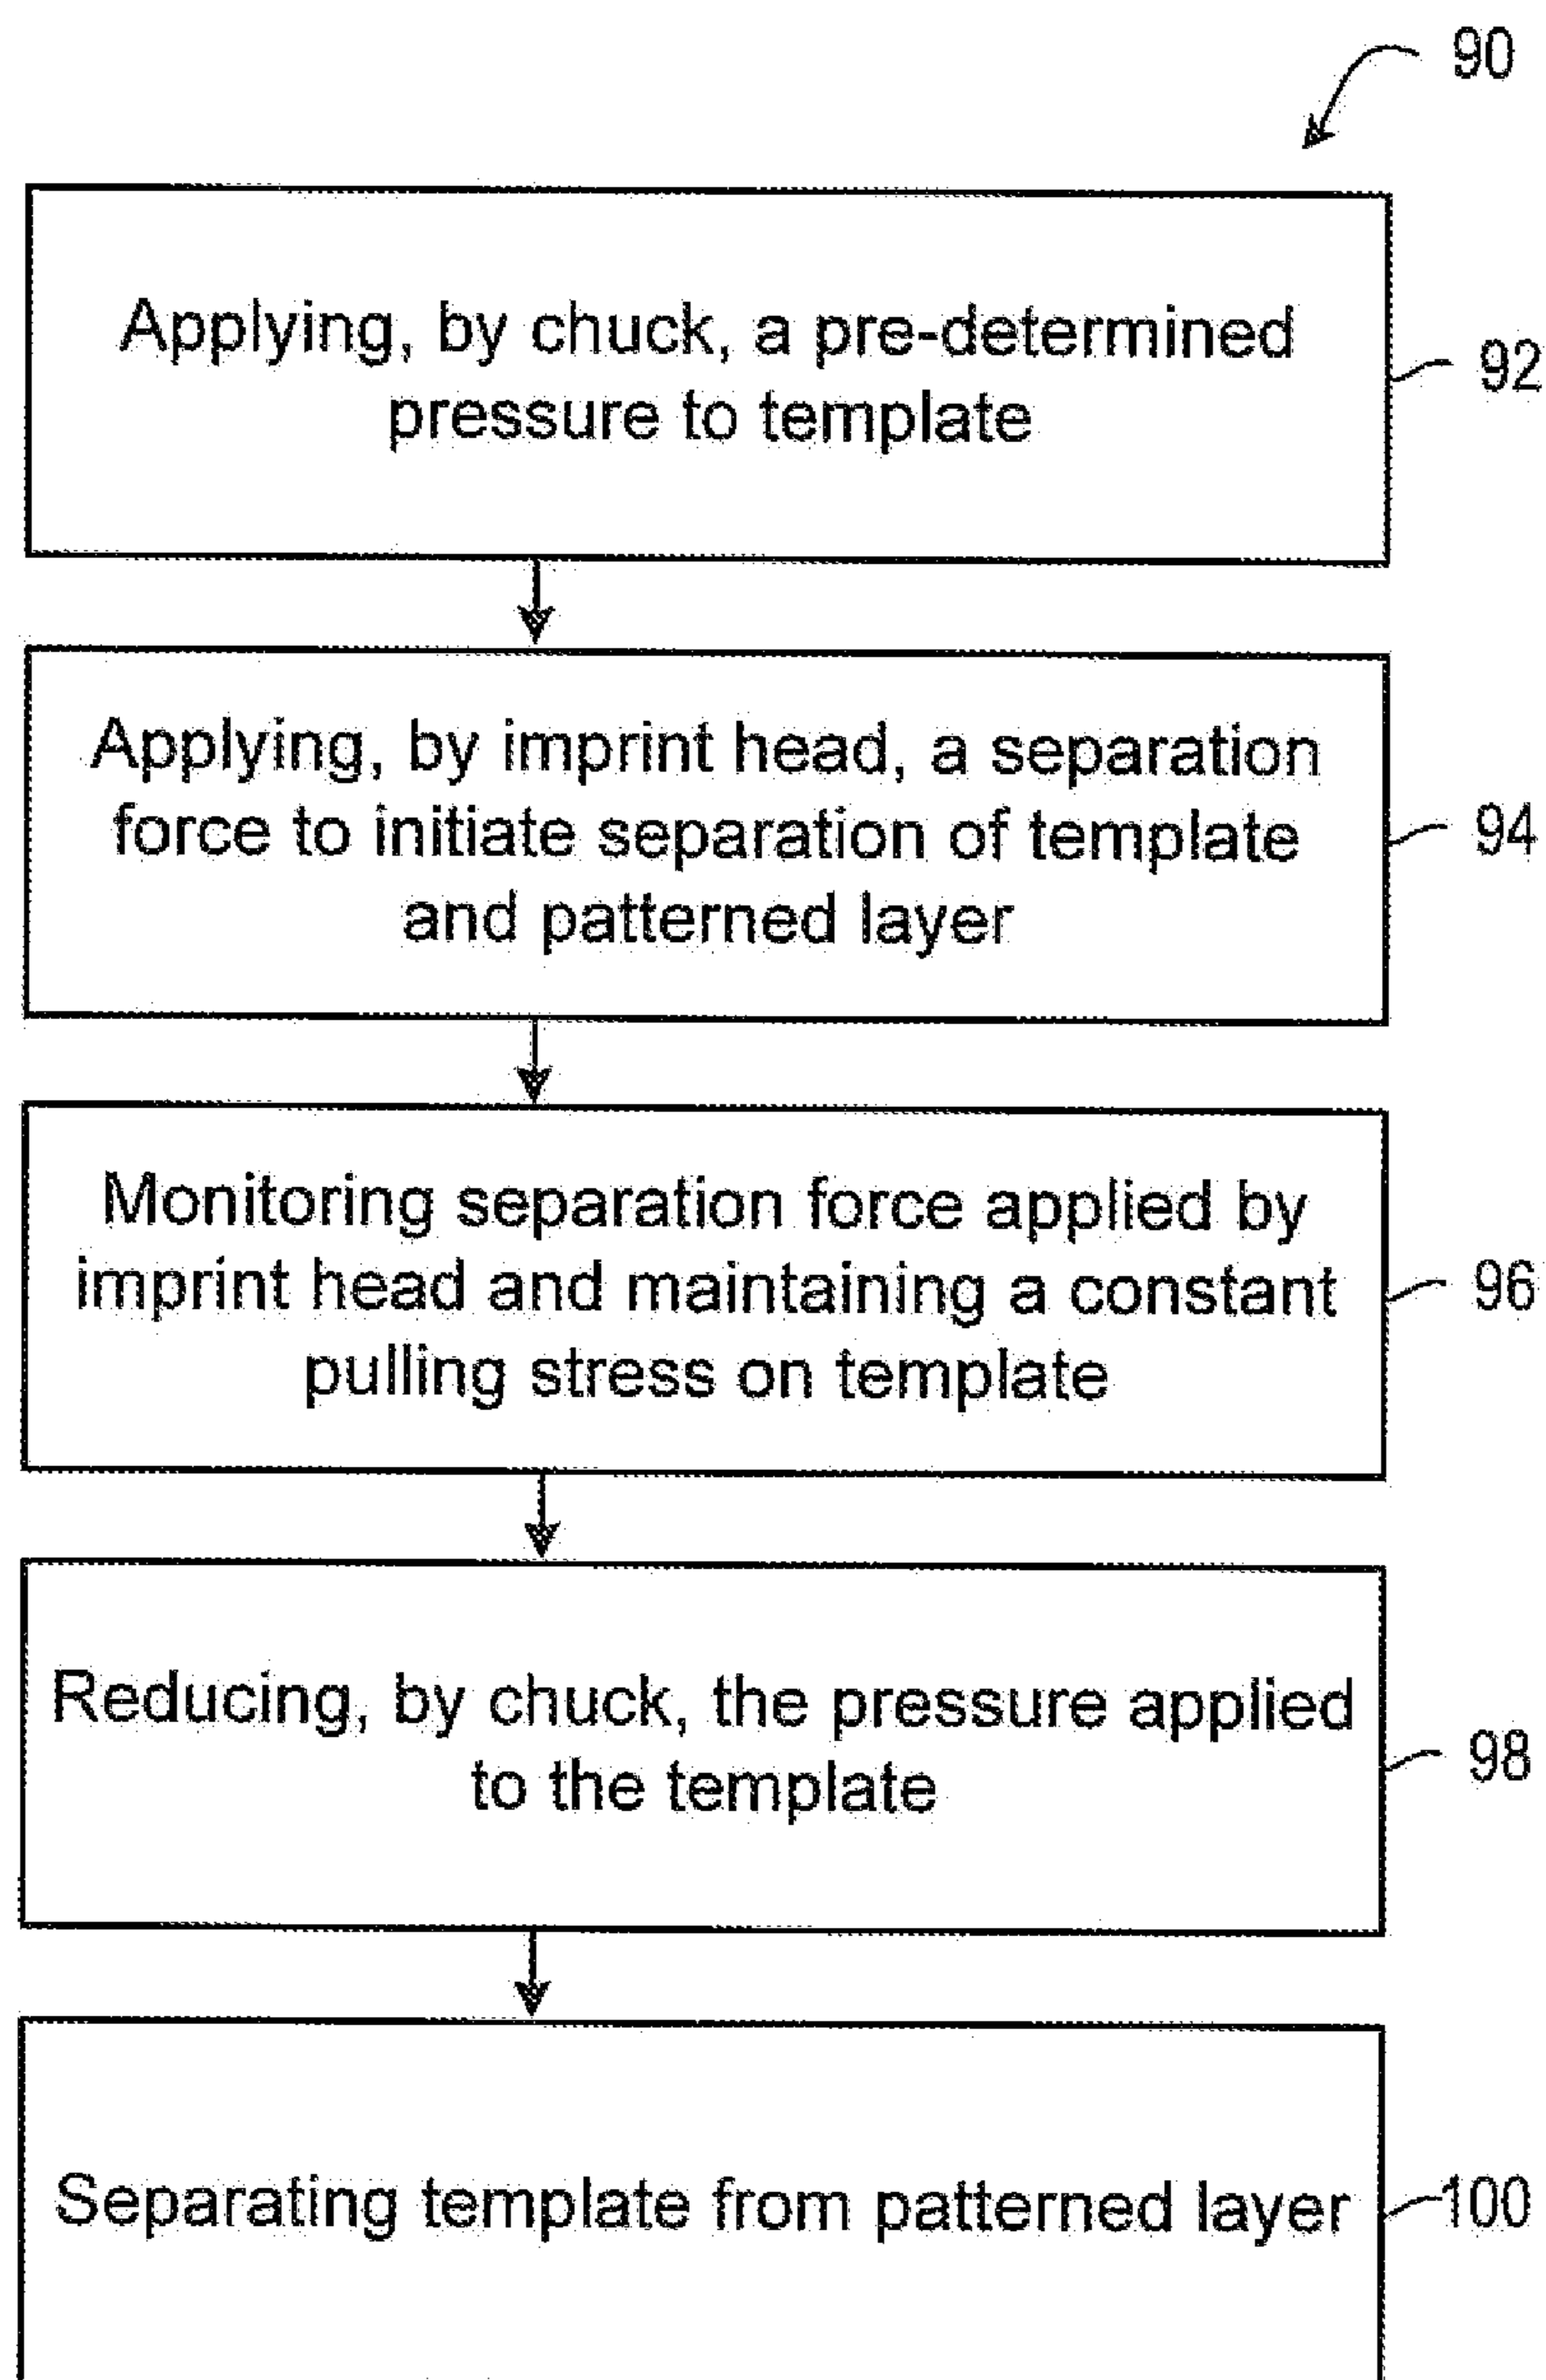 90
Applying, by chuck, a pre-determined
pressure to template
92
Applying, by imprint head, a separation
force to initiate separation of template
and patterned layer
94
Monitoring separation force applied by
imprint head and maintaining a constant
pulling stress on template
96
Reducing, by chuck, the pressure applied
to the template
98
Separating template from patterned layer
100